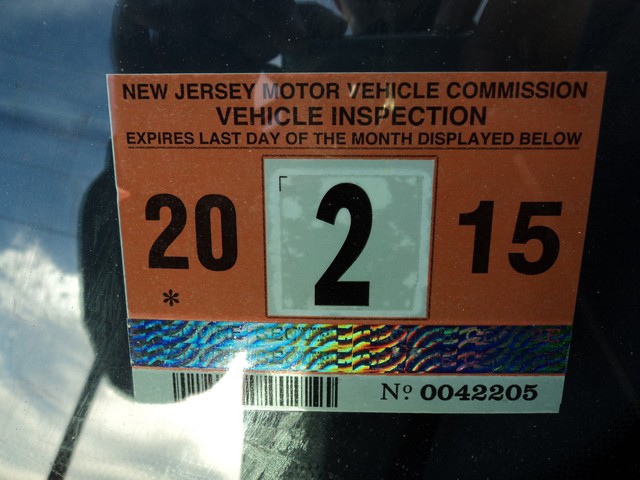 NEW JERSEY MOTOR VEHICLE COMMISSION
VEHICLE INSPECTION
EXPIRES LAST DAY OF THE MONTH DISPLAYED BELOW
20 2 15
*
Nº 0042205